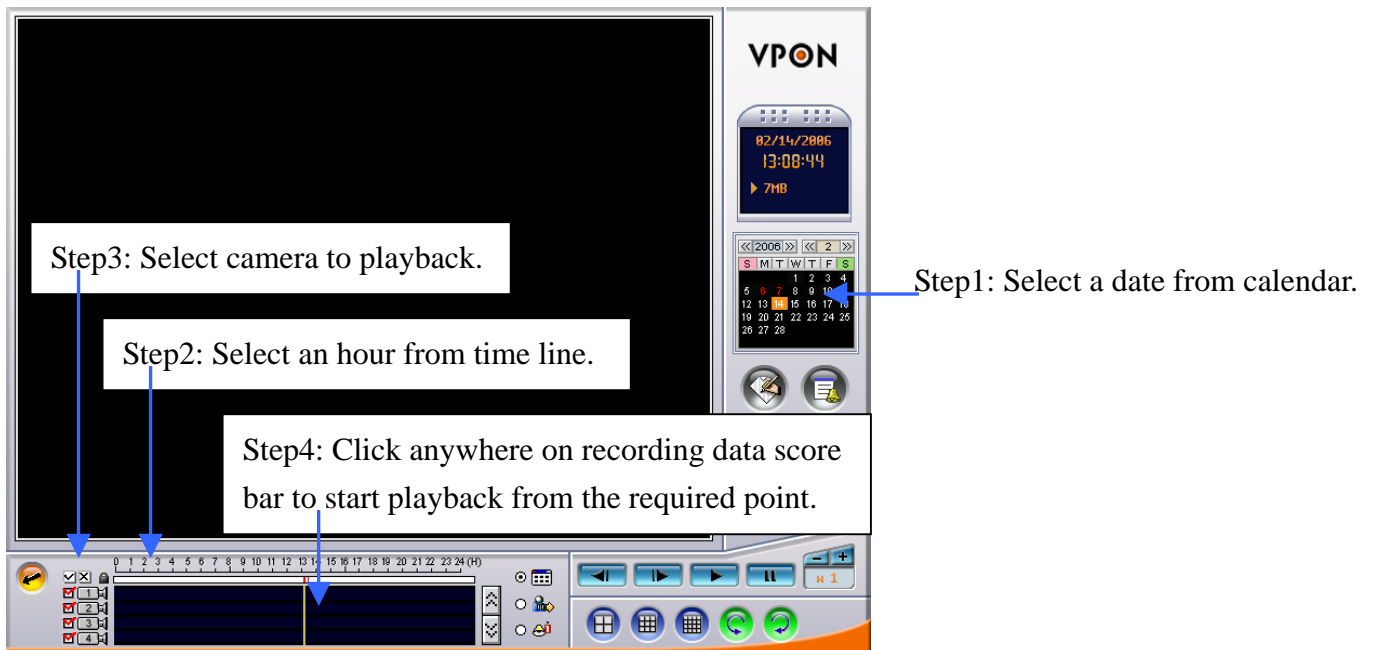 VPON
02/14/2006
13:08:44
7MB
Step3: Select camera to playback.
2006 2
S M T W T F S
1 2 3 4
5 6 7 8 9 10
12 13 14 15 16 17 18
19 20 21 22 23 24 25
26 27 28
Step1: Select a date from calendar.
Step2: Select an hour from time line.
Step4: Click anywhere on recording data score
bar to start playback from the required point.
0 1 2 3 4 5 6 7 8 9 10 11 12 13 14 15 16 17 18 19 20 21 22 23 24 (H)
x 1
1
2
3
4